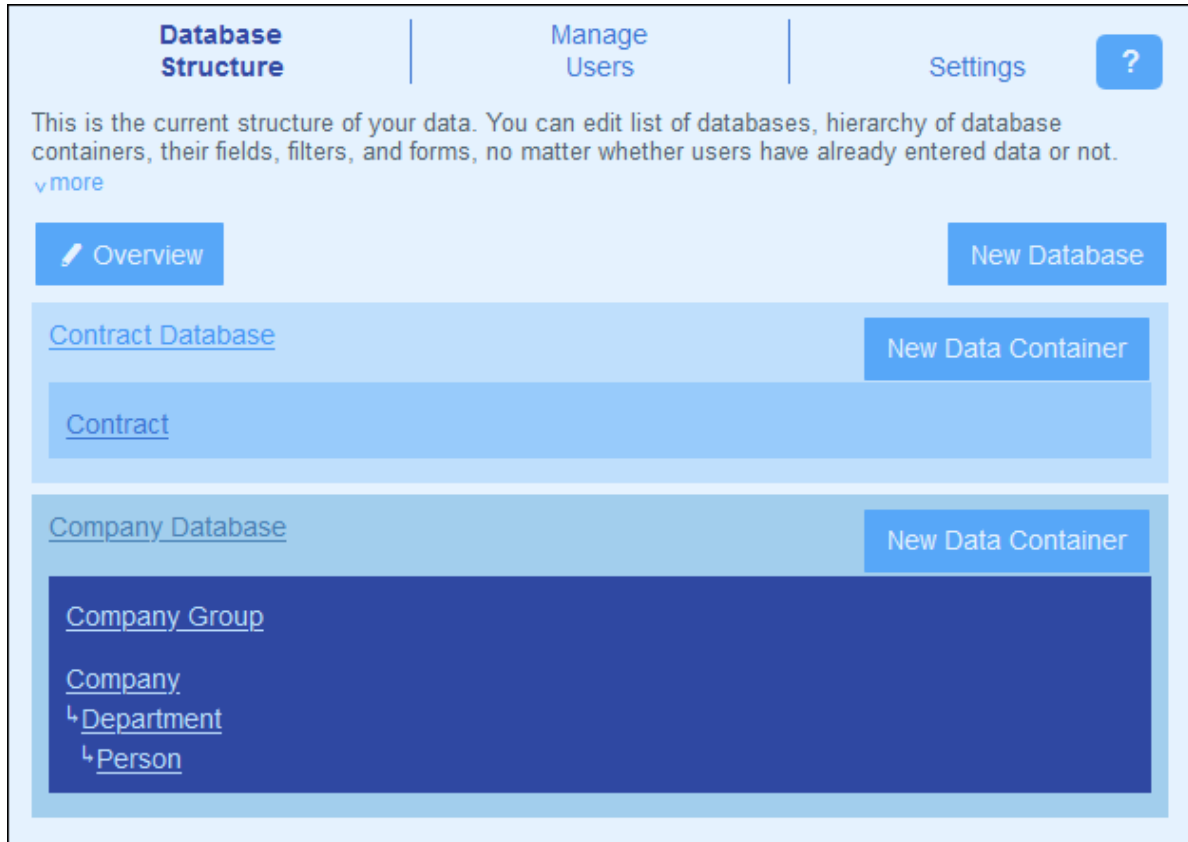 Database
Structure
Manage
Users
Settings
?
This is the current structure of your data. You can edit list of databases, hierarchy of database
containers, their fields, filters, and forms, no matter whether users have already entered data or not.
v more
Overview
New Database
Contract Database
New Data Container
Contract
Company Database
New Data Container
Company Group
Company
↳Department
↳Person